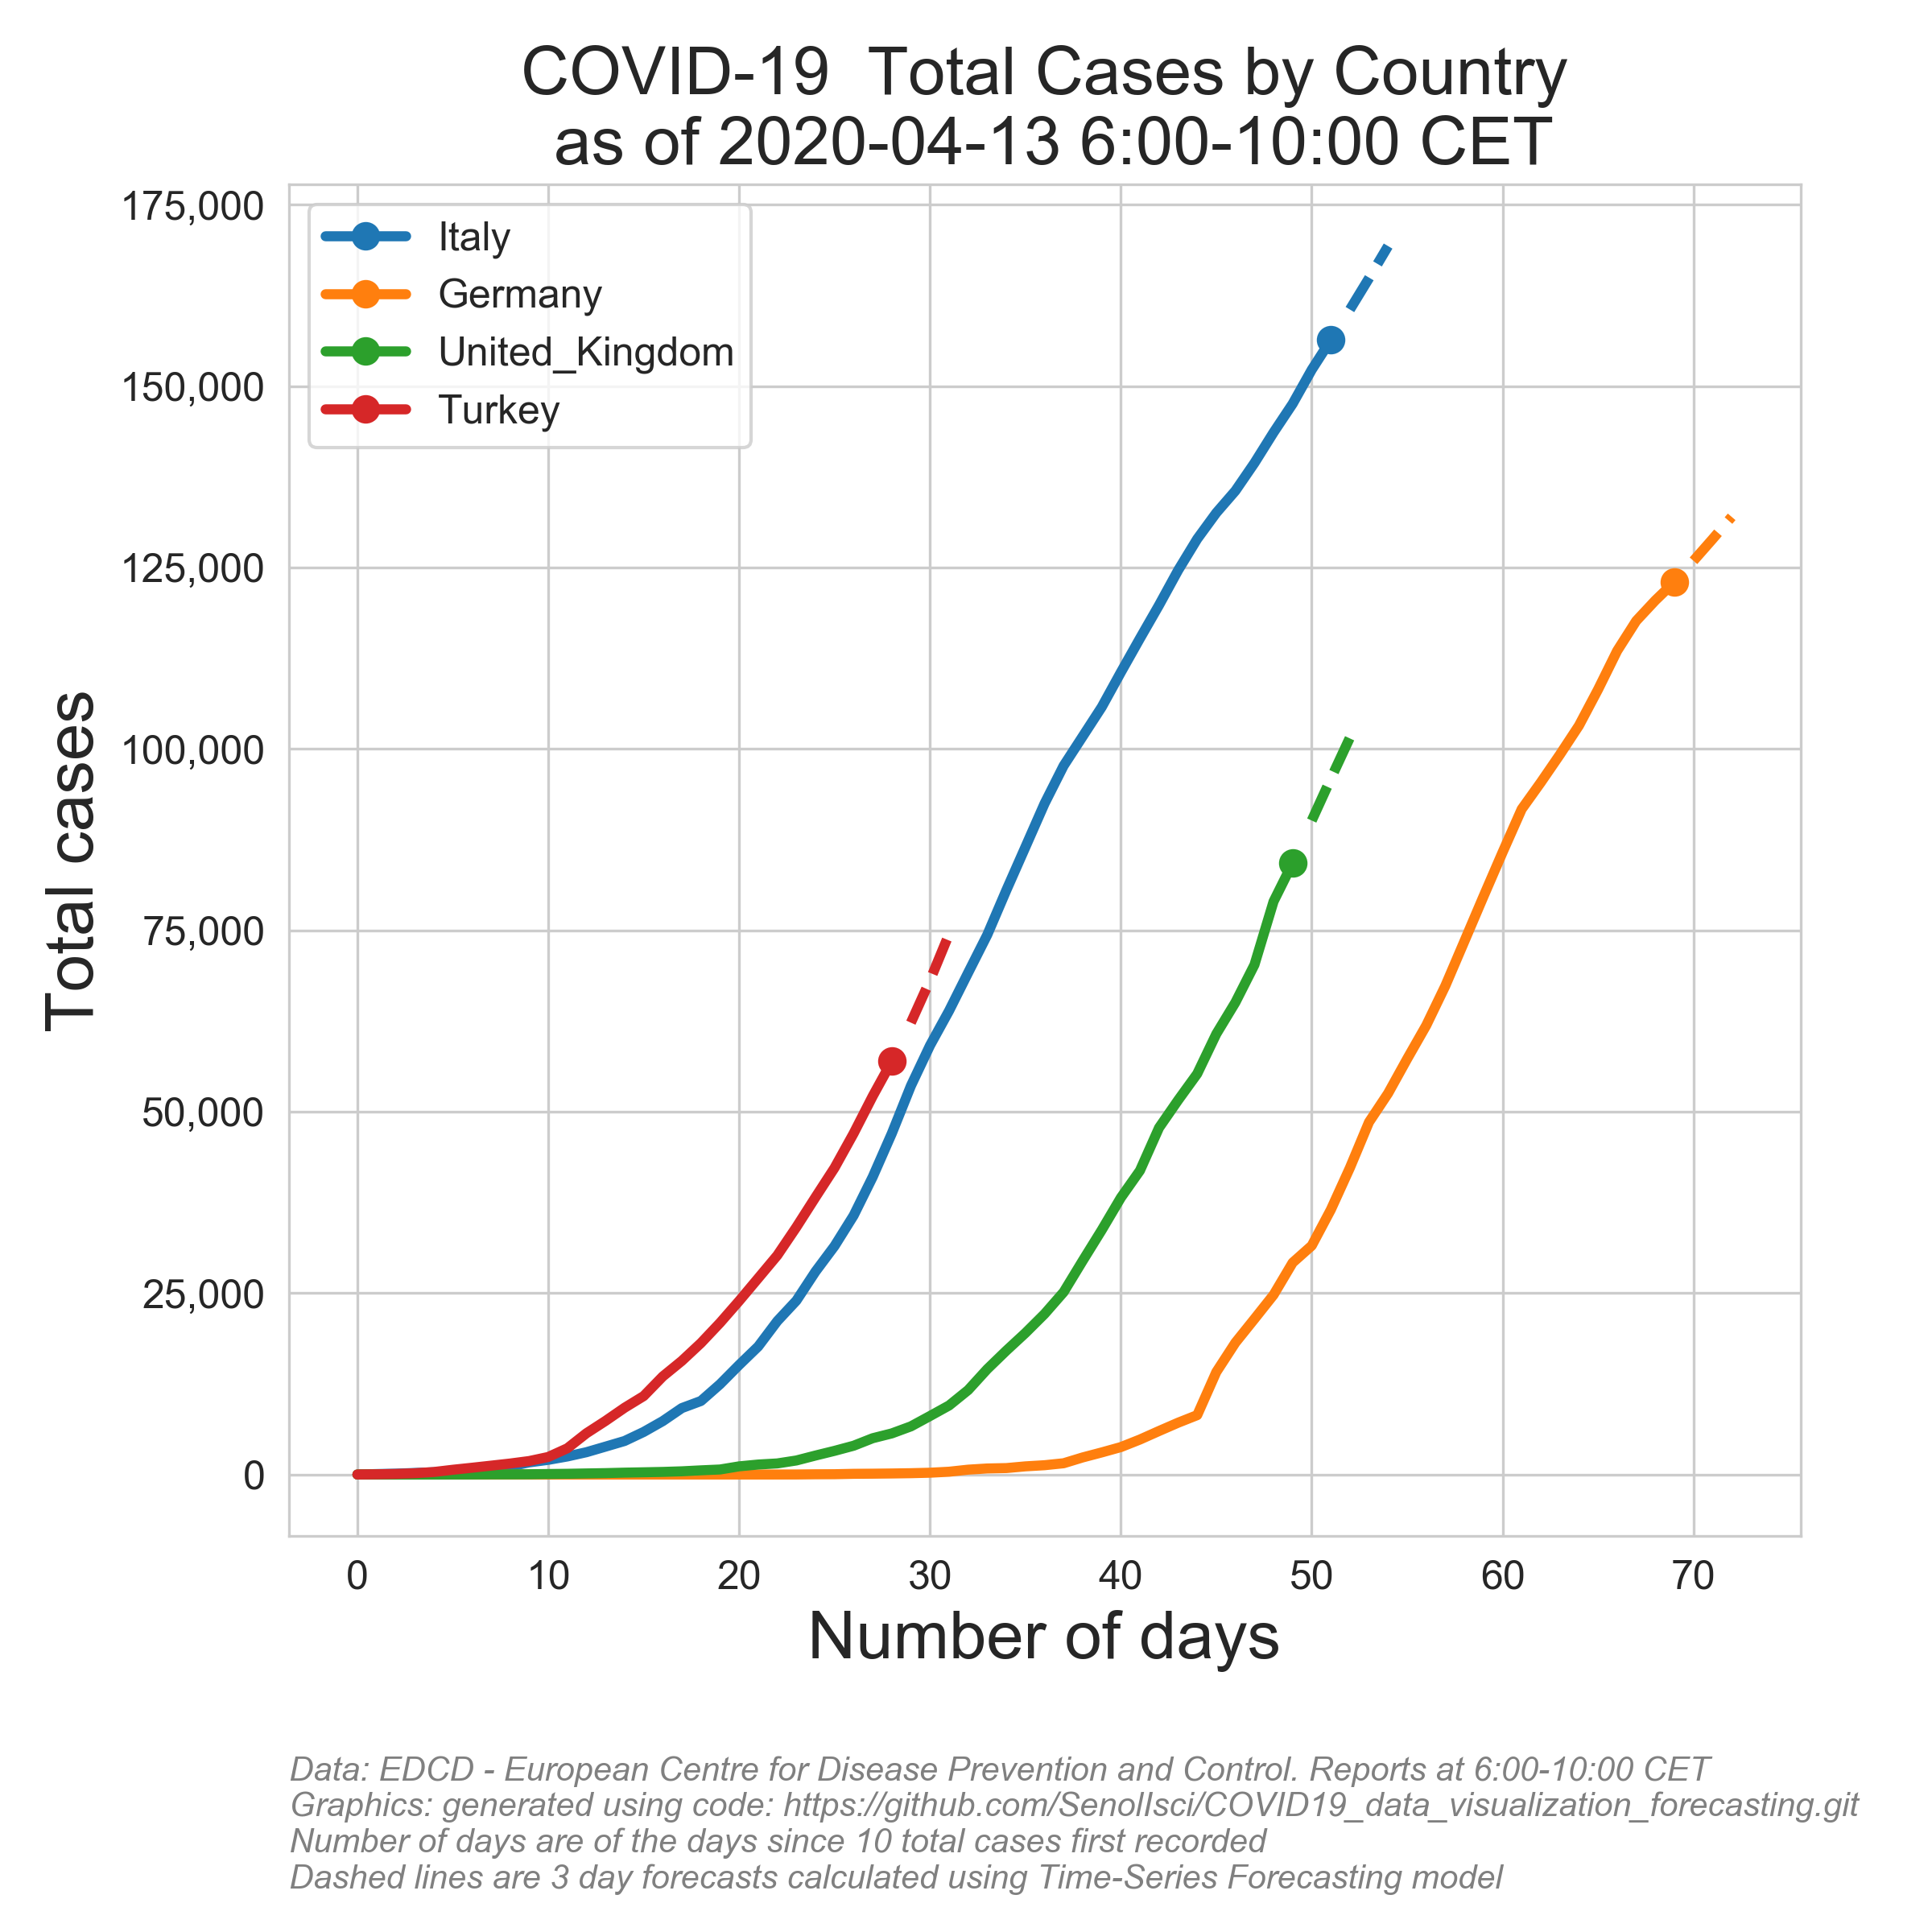 COVID-19  Total Cases by Country
as of 2020-04-13 6:00-10:00 CET
175,000
150,000
125,000
100,000
75,000
50,000
25,000
0
Total cases
Italy
Germany
United_Kingdom
Turkey
0 10 20 30 40 50 60 70
Number of days
Data: EDCD - European Centre for Disease Prevention and Control. Reports at 6:00-10:00 CET
Graphics: generated using code: https://github.com/SenolIsci/COVID19_data_visualization_forecasting.git
Number of days are of the days since 10 total cases first recorded
Dashed lines are 3 day forecasts calculated using Time-Series Forecasting model